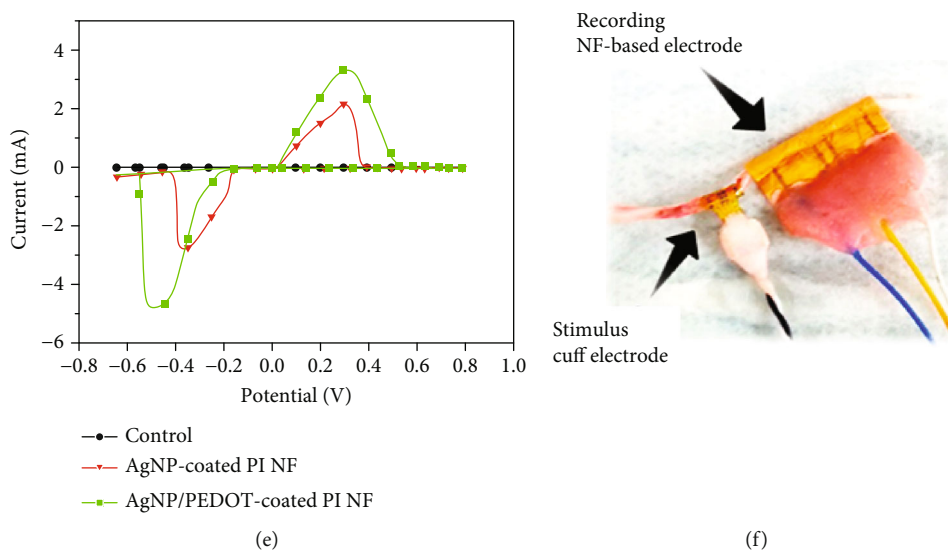 4
2
0
−2
−4
−6
Current (mA)
−0.8 −0.6 −0.4 −0.2 0.0 0.2 0.4 0.6 0.8 1.0
Potential (V)
Control
AgNP-coated PI NF
AgNP/PEDOT-coated PI NF
(e)
Recording
NF-based electrode
Stimulus
cuff electrode
(f)